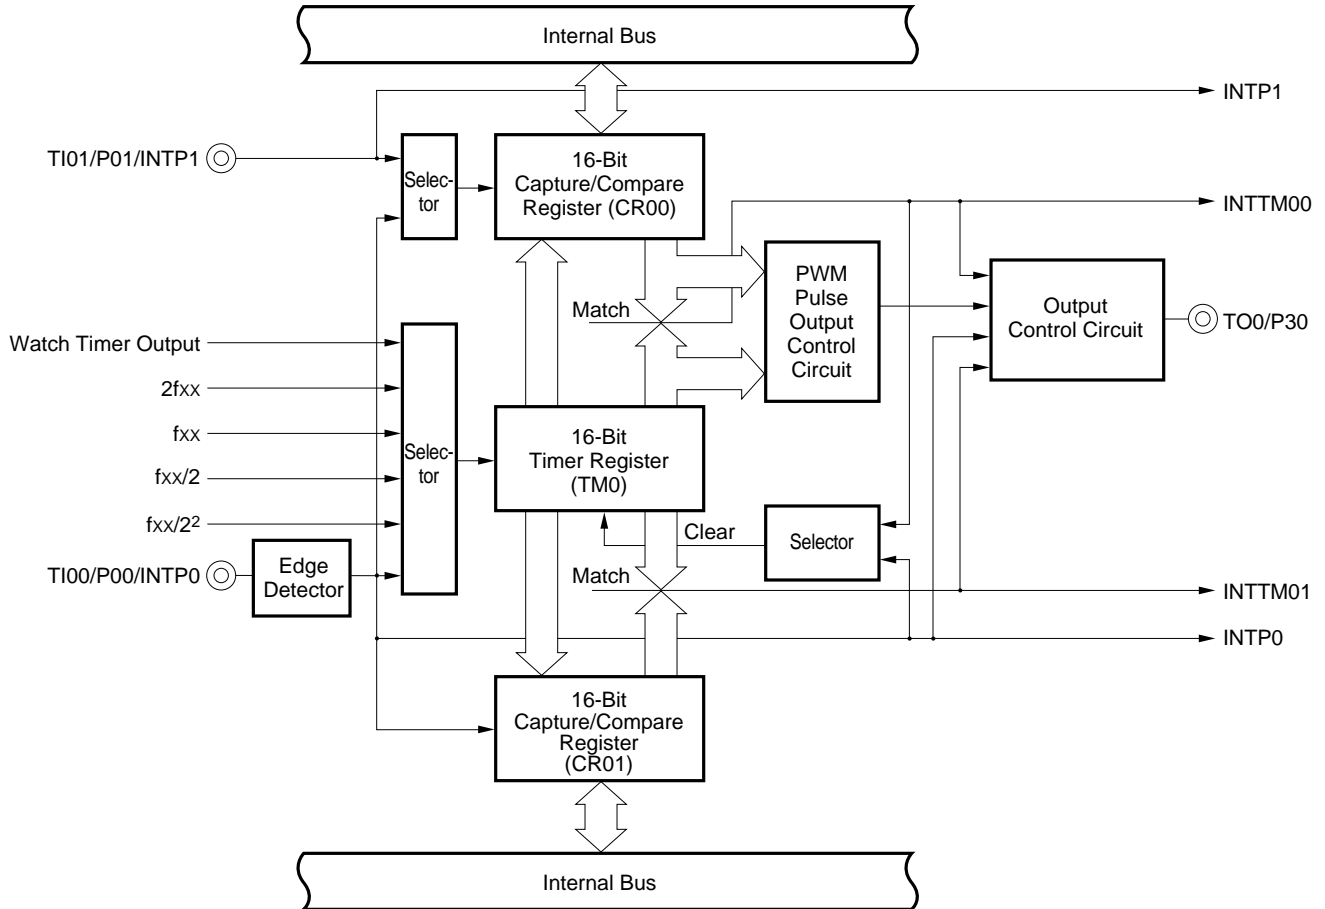 Internal Bus
INTP1
TI01/P01/INTP1
Selec-
tor
16-Bit
Capture/Compare
Register (CR00)
INTTM00
PWM
Pulse
Output
Control
Circuit
Output
Control Circuit
TO0/P30
Match
Watch Timer Output
2fXX
fXX
fXX/2
fXX/2²
Selec-
tor
16-Bit
Timer Register
(TM0)
Clear
Selector
TI00/P00/INTP0
Edge
Detector
Match
INTTM01
INTP0
16-Bit
Capture/Compare
Register
(CR01)
Internal Bus